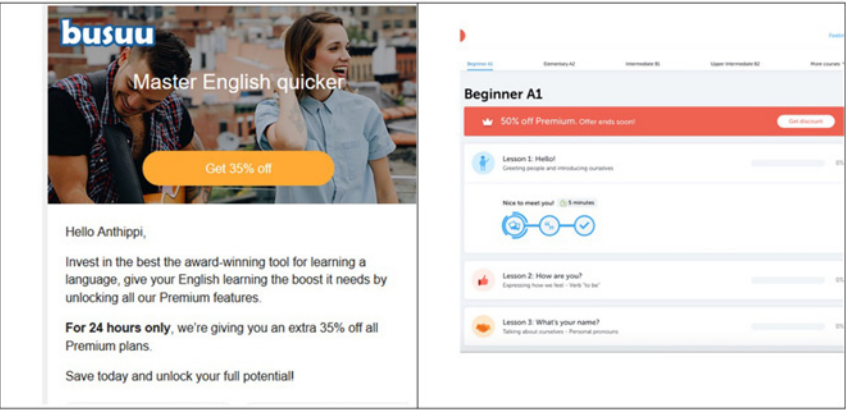 busuu
Master English quicker
Get 35% off
Hello Anthippi,
Invest in the best the award-winning tool for learning a
language, give your English learning the boost it needs by
unlocking all our Premium features.
For 24 hours only, we're giving you an extra 35% off all
Premium plans.
Save today and unlock your full potential!
Beginner A1
Elementary A2
Intermediate B1
Upper Intermediate B2
More courses
Beginner A1
50% off Premium. Offer ends soon!
Get discount
Lesson 1: Hello!
Greeting people and introducing ourselves
0%
Nice to meet you! 5 minutes
Lesson 2: How are you?
Expressing how we feel - Verb "to be"
0%
Lesson 3: What's your name?
Talking about ourselves - Personal pronouns
0%